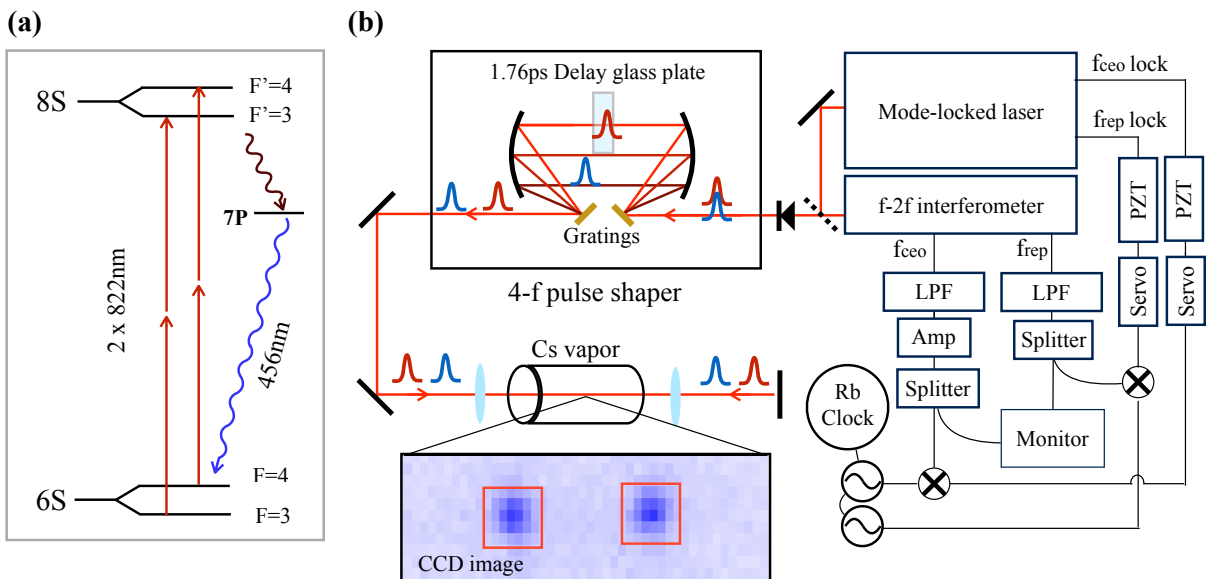 (a)
8S
F'=4
F'=3
7P
2 x 822nm
456nm
6S
F=4
F=3
(b)
1.76ps Delay glass plate
Gratings
4-f pulse shaper
Mode-locked laser
fceo lock
frep lock
PZT
PZT
f-2f interferometer
fceo
frep
LPF
LPF
Servo
Servo
Amp
Splitter
Splitter
Rb
Clock
Monitor
Cs vapor
CCD image